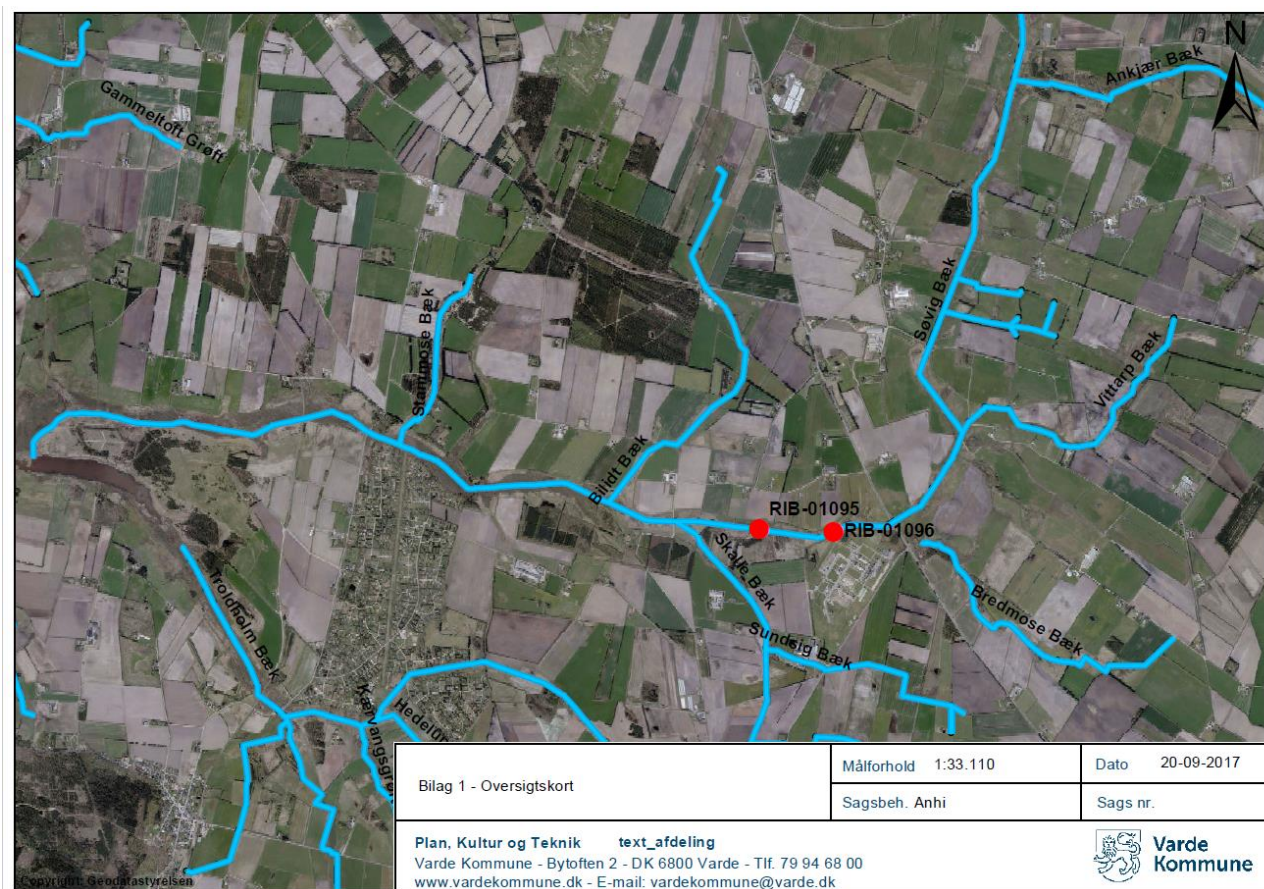 N
Ankjær Bæk
Gammeltoft Grøft
Søvig Bæk
Stammose Bæk
Vittarp Bæk
Bilidt Bæk
RIB-01095
RIB-01096
Skalle Bæk
Bredmose Bæk
Sundsig Bæk
Troldholm Bæk
Kærvangsgrøft
Bilag 1 - Oversigtskort
Målforhold 1:33.110
Dato 20-09-2017
Sagsbeh. Anhi
Sags nr.
Plan, Kultur og Teknik text_afdeling
Varde Kommune - Bytoften 2 - DK 6800 Varde - Tlf. 79 94 68 00
www.vardekommune.dk - E-mail: vardekommune@varde.dk
Varde
Kommune
Copyright: Geodatastyrelsen